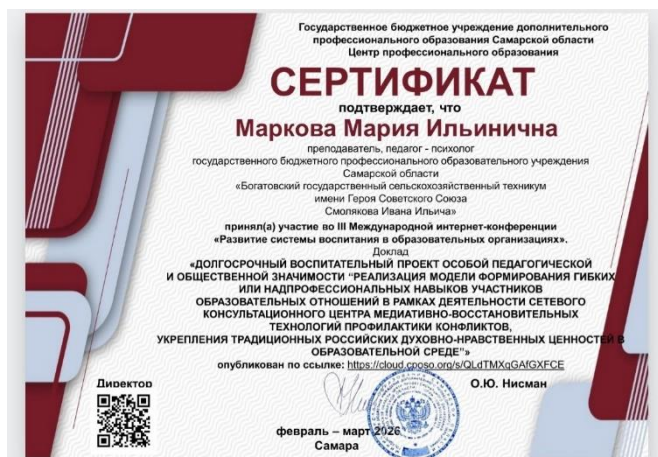 Государственное бюджетное учреждение дополнительного
профессионального образования Самарской области
Центр профессионального образования
СЕРТИФИКАТ
подтверждает, что
Маркова Мария Ильинична
преподаватель, педагог - психолог
государственного бюджетного профессионального образовательного учреждения
Самарской области
«Богатовский государственный сельскохозяйственный техникум
имени Героя Советского Союза
Смолякова Ивана Ильича»
принял(а) участие во III Международной интернет-конференции
«Развитие системы воспитания в образовательных организациях».
Доклад
«ДОЛГОСРОЧНЫЙ ВОСПИТАТЕЛЬНЫЙ ПРОЕКТ ОСОБОЙ ПЕДАГОГИЧЕСКОЙ
И ОБЩЕСТВЕННОЙ ЗНАЧИМОСТИ "РЕАЛИЗАЦИЯ МОДЕЛИ ФОРМИРОВАНИЯ ГИБКИХ
ИЛИ НАДПРОФЕССИОНАЛЬНЫХ НАВЫКОВ УЧАСТНИКОВ
ОБРАЗОВАТЕЛЬНЫХ ОТНОШЕНИЙ В РАМКАХ ДЕЯТЕЛЬНОСТИ СЕТЕВОГО
КОНСУЛЬТАЦИОННОГО ЦЕНТРА МЕДИАТИВНО-ВОССТАНОВИТЕЛЬНЫХ
ТЕХНОЛОГИЙ ПРОФИЛАКТИКИ КОНФЛИКТОВ,
УКРЕПЛЕНИЯ ТРАДИЦИОННЫХ РОССИЙСКИХ ДУХОВНО-НРАВСТВЕННЫХ ЦЕННОСТЕЙ В
ОБРАЗОВАТЕЛЬНОЙ СРЕДЕ"»
опубликован по ссылке: https://cloud.cposo.org/s/QLdTMXqGAfGXFCE
Директор
О.Ю. Нисман
февраль – март 2026
Самара